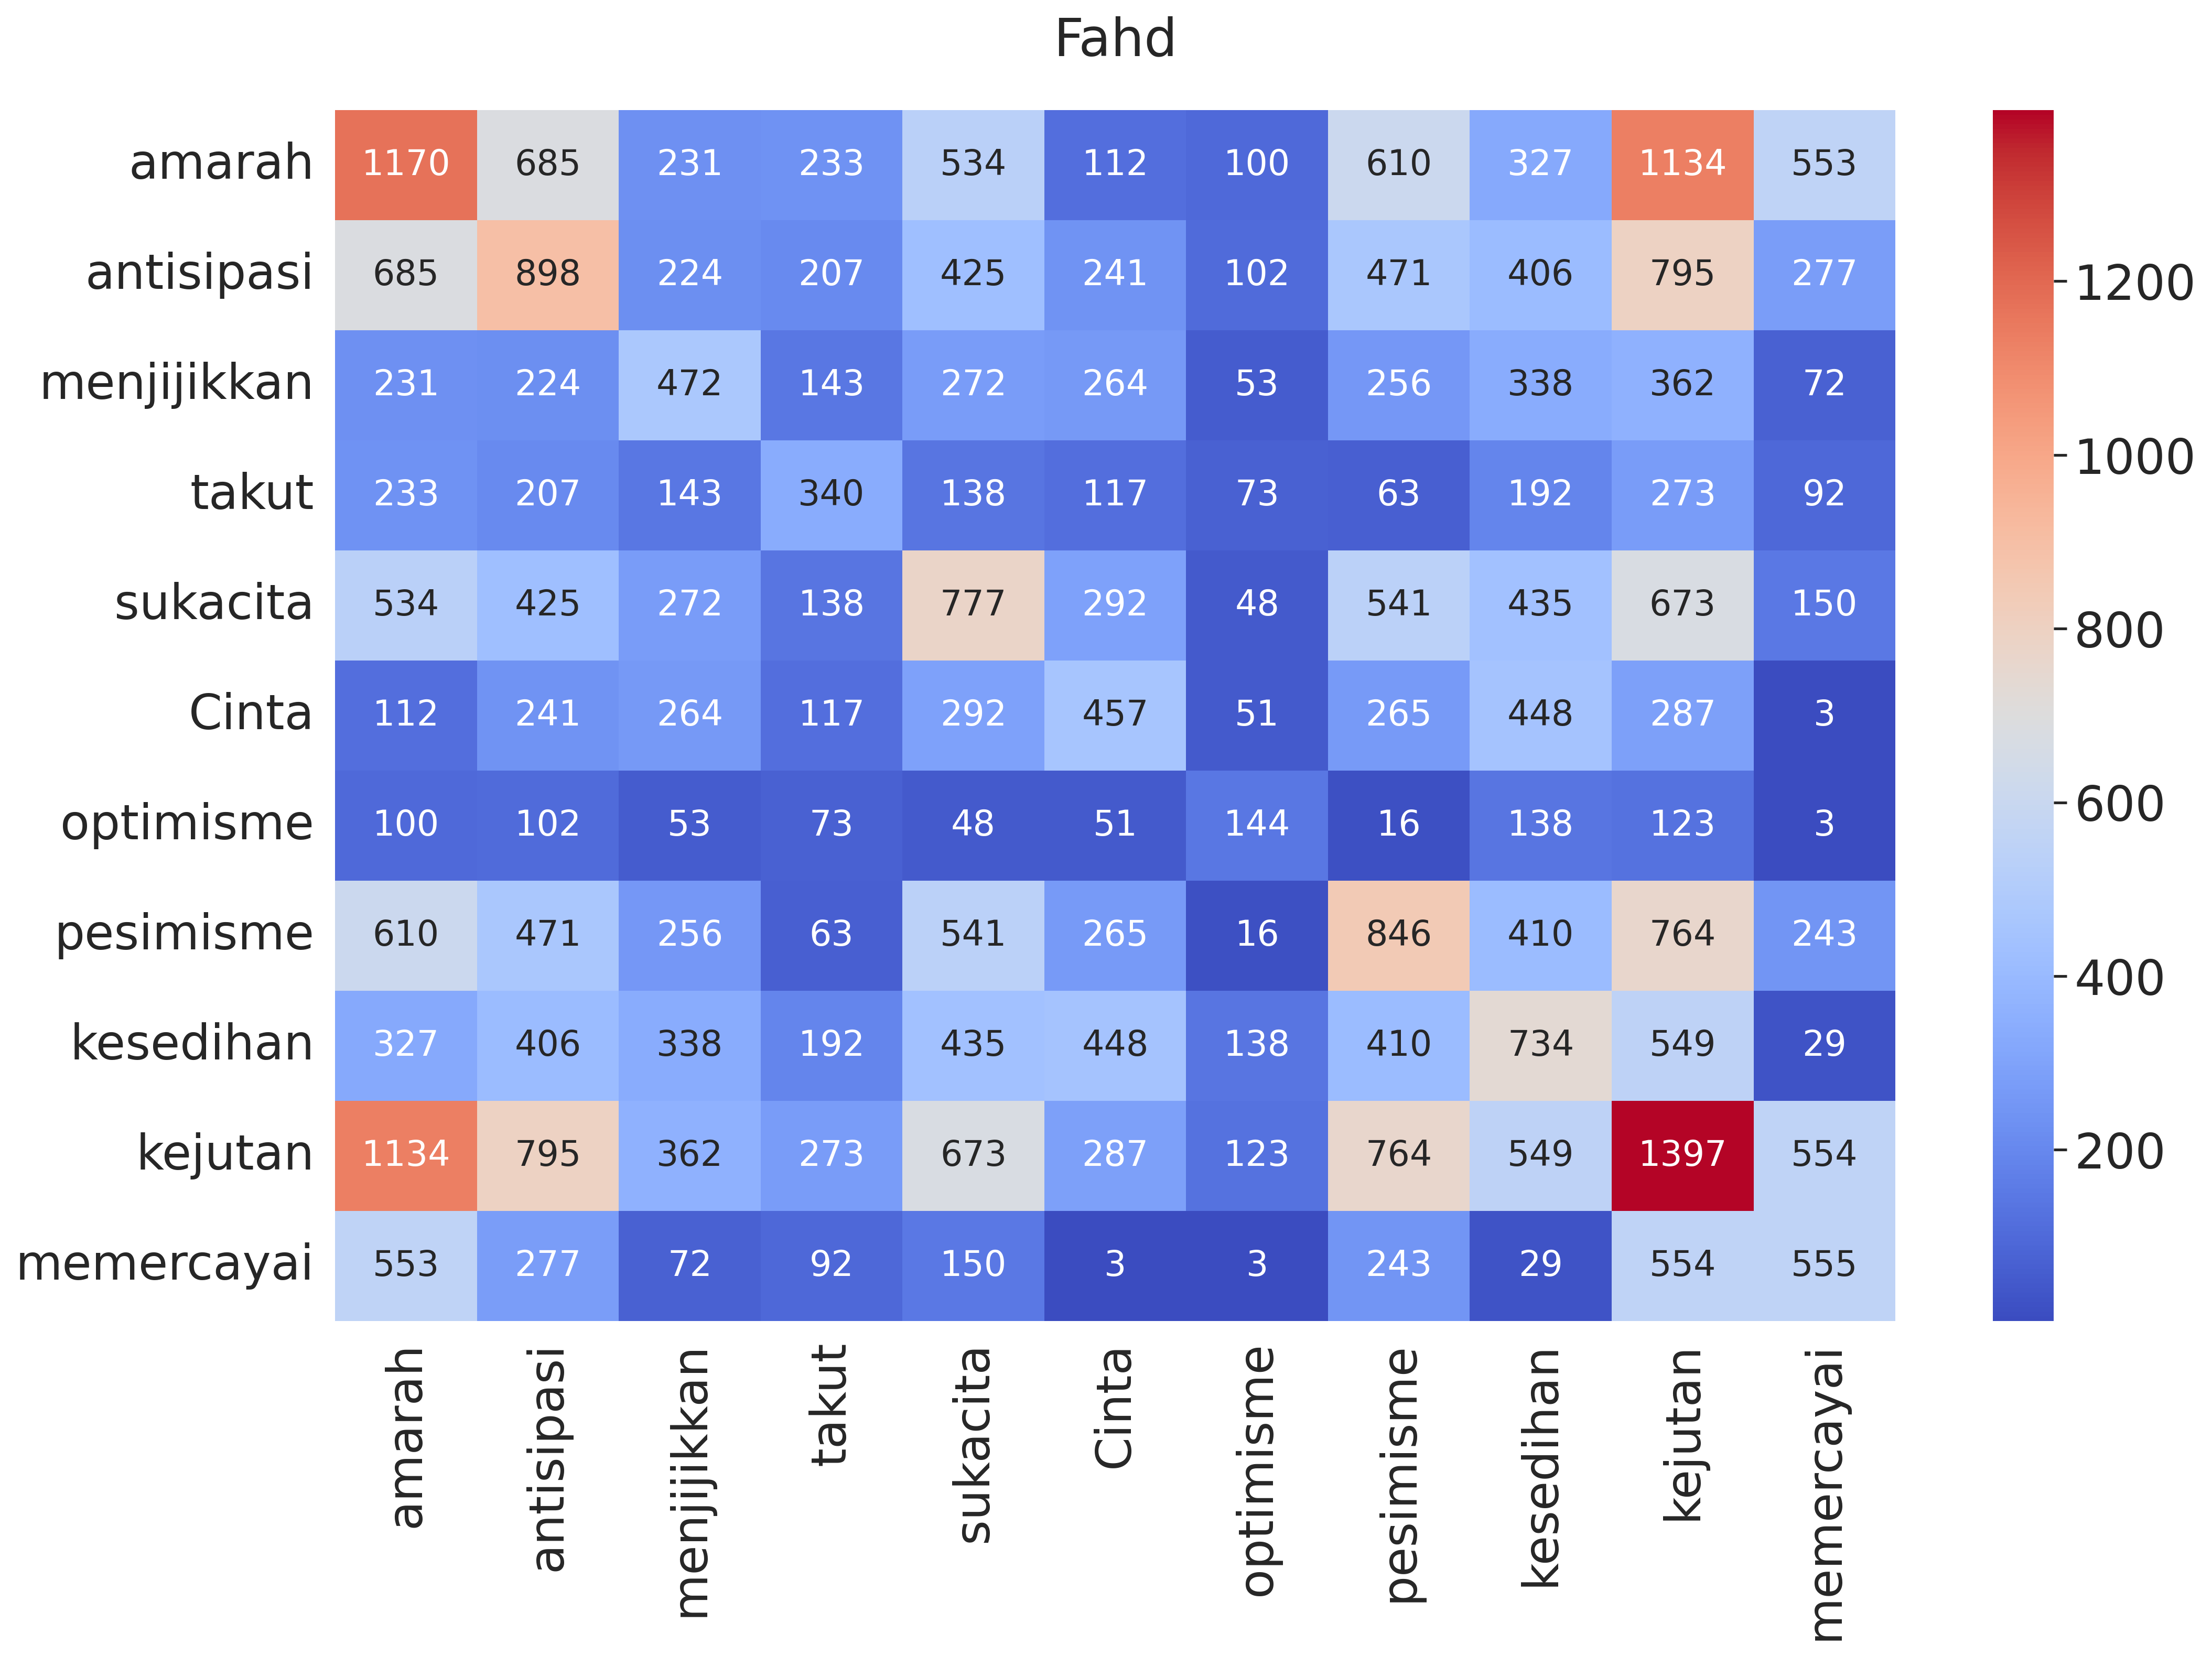 Fahd
amarah 1170 685 231 233 534 112 100 610 327 1134 553
antisipasi 685 898 224 207 425 241 102 471 406 795 277
menjijikkan 231 224 472 143 272 264 53 256 338 362 72
takut 233 207 143 340 138 117 73 63 192 273 92
sukacita 534 425 272 138 777 292 48 541 435 673 150
Cinta 112 241 264 117 292 457 51 265 448 287 3
optimisme 100 102 53 73 48 51 144 16 138 123 3
pesimisme 610 471 256 63 541 265 16 846 410 764 243
kesedihan 327 406 338 192 435 448 138 410 734 549 29
kejutan 1134 795 362 273 673 287 123 764 549 1397 554
memercayai 553 277 72 92 150 3 3 243 29 554 555
amarah
antisipasi
menjijikkan
takut
sukacita
Cinta
optimisme
pesimisme
kesedihan
kejutan
memercayai
1200
1000
800
600
400
200